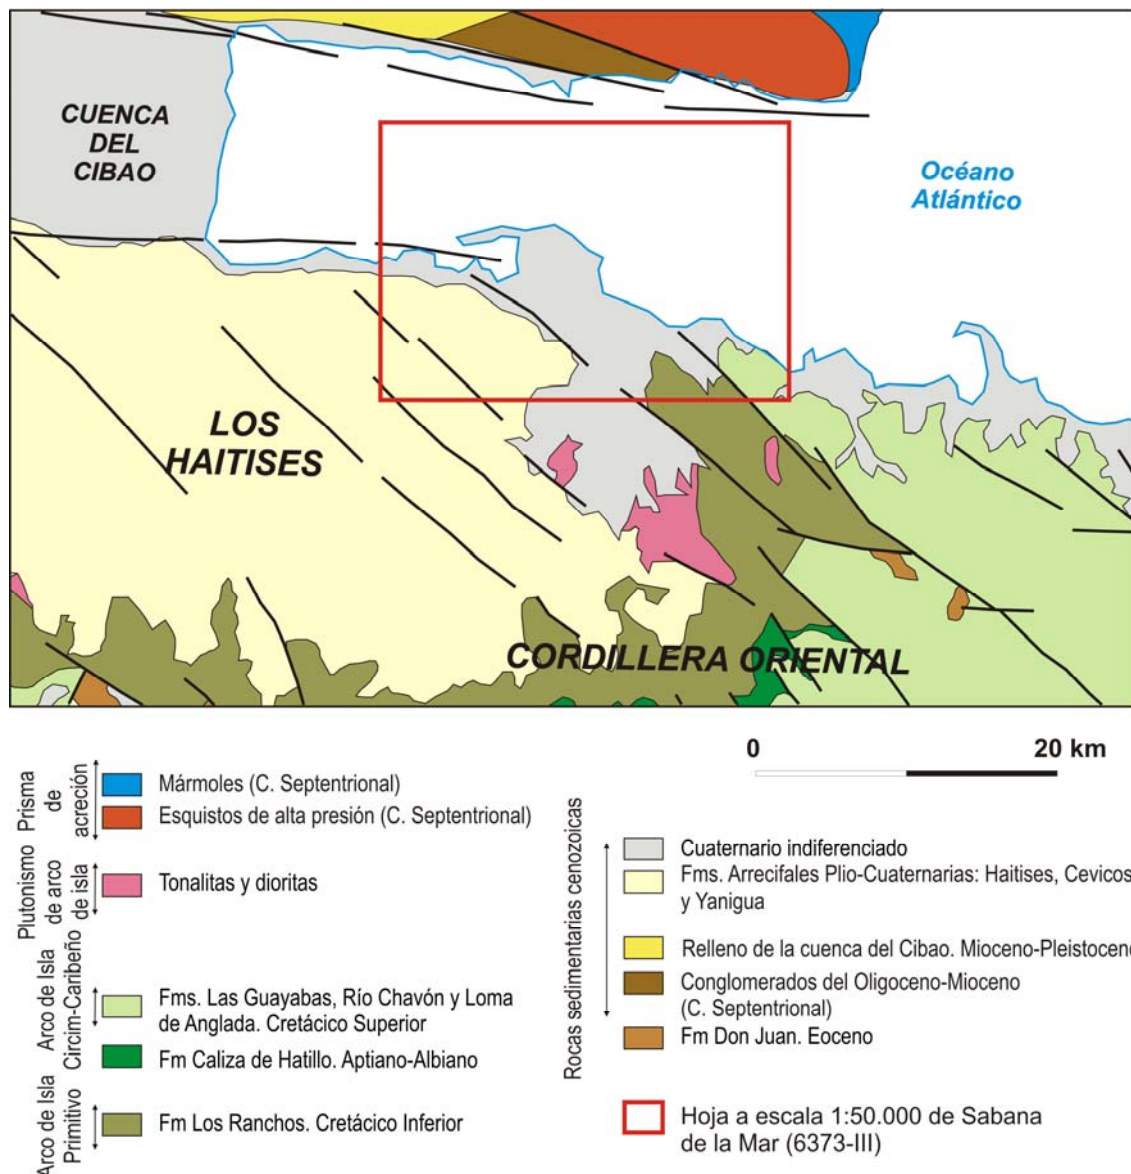 CUENCA
DEL
CIBAO
Océano
Atlántico
LOS
HAITISES
CORDILLERA ORIENTAL
0 20 km
Prisma
de
acreción
Mármoles (C. Septentrional)
Esquistos de alta presión (C. Septentrional)
Plutonismo
de arco
de isla
Tonalitas y dioritas
Arco de Isla
Circim-Caribeño
Fms. Las Guayabas, Río Chavón y Loma
de Anglada. Cretácico Superior
Fm Caliza de Hatillo. Aptiano-Albiano
Arco de Isla
Primitivo
Fm Los Ranchos. Cretácico Inferior
Rocas sedimentarias cenozoicas
Cuaternario indiferenciado
Fms. Arrecifales Plio-Cuaternarias: Haitises, Cevicos
y Yanigua
Relleno de la cuenca del Cibao. Mioceno-Pleistoceno
Conglomerados del Oligoceno-Mioceno
(C. Septentrional)
Fm Don Juan. Eoceno
Hoja a escala 1:50.000 de Sabana
de la Mar (6373-III)